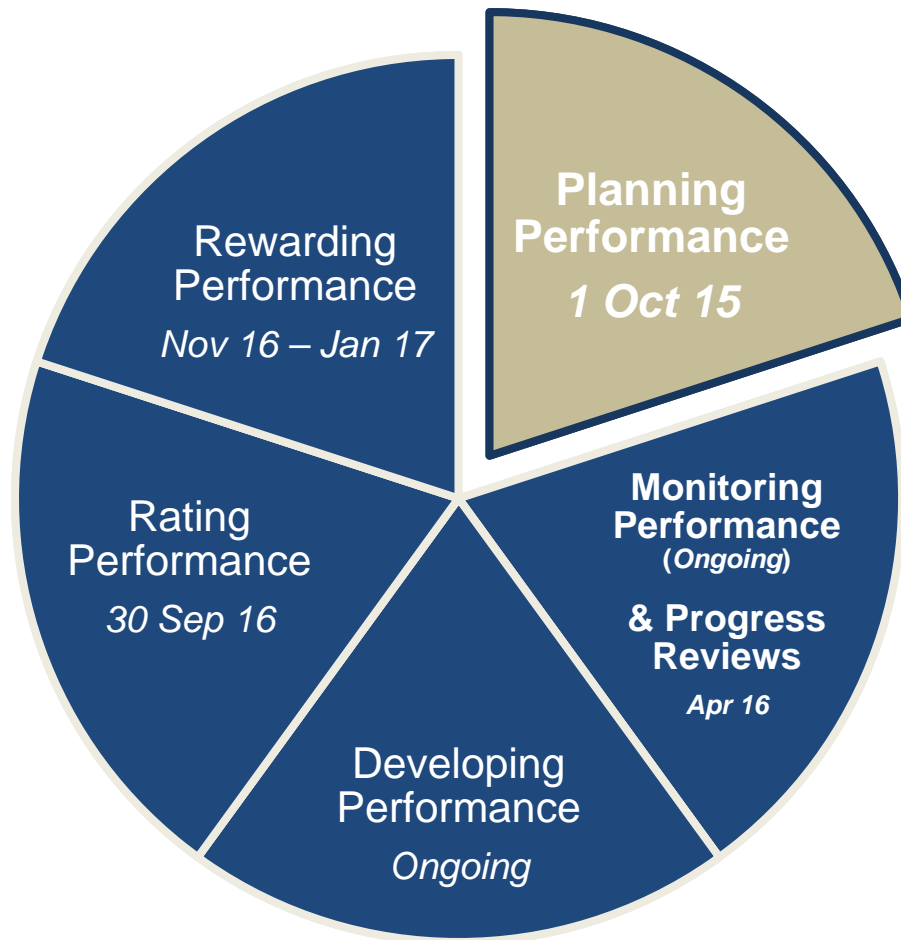 Planning
Performance
1 Oct 15
Monitoring
Performance
(Ongoing)
& Progress
Reviews
Apr 16
Developing
Performance
Ongoing
Rating
Performance
30 Sep 16
Rewarding
Performance
Nov 16 – Jan 17